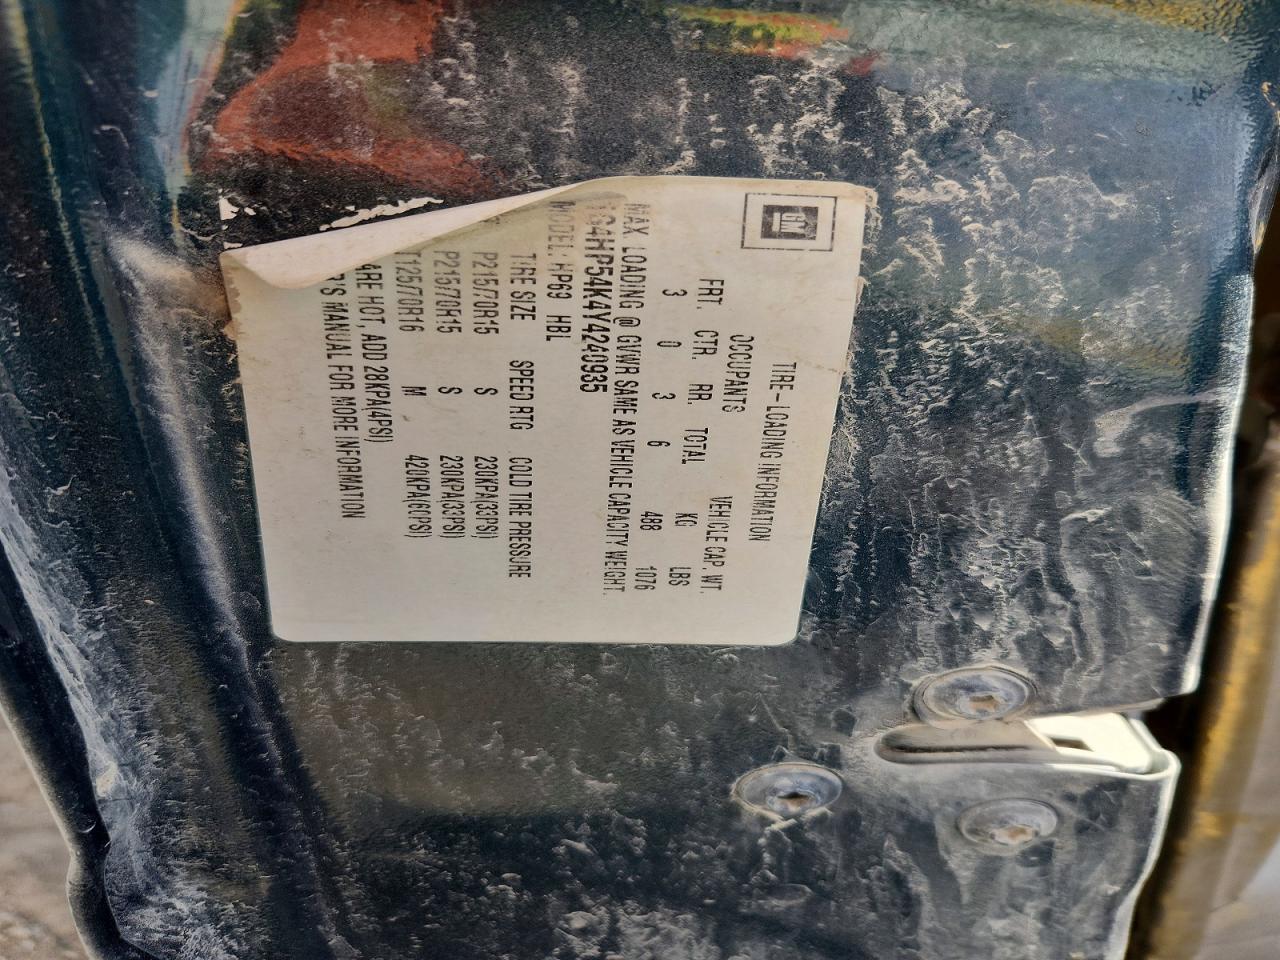 GM
TIRE-LOADING INFORMATION
OCCUPANTS VEHICLE CAP. WT.
FRT. CTR. RR. TOTAL KG LBS
3 0 3 6 488 1076
MAX LOADING @ GVWR SAME AS VEHICLE CAPACITY WEIGHT.
1G4HP54K4Y4240935
MODEL: HP69 HBL
TIRE SIZE SPEED RTG COLD TIRE PRESSURE
P215/70R15 S 230KPA(33PSI)
P215/70R15 S 230KPA(33PSI)
T125/70R16 M 420KPA(60PSI)
ARE HOT, ADD 28KPA(4PSI)
R'S MANUAL FOR MORE INFORMATION